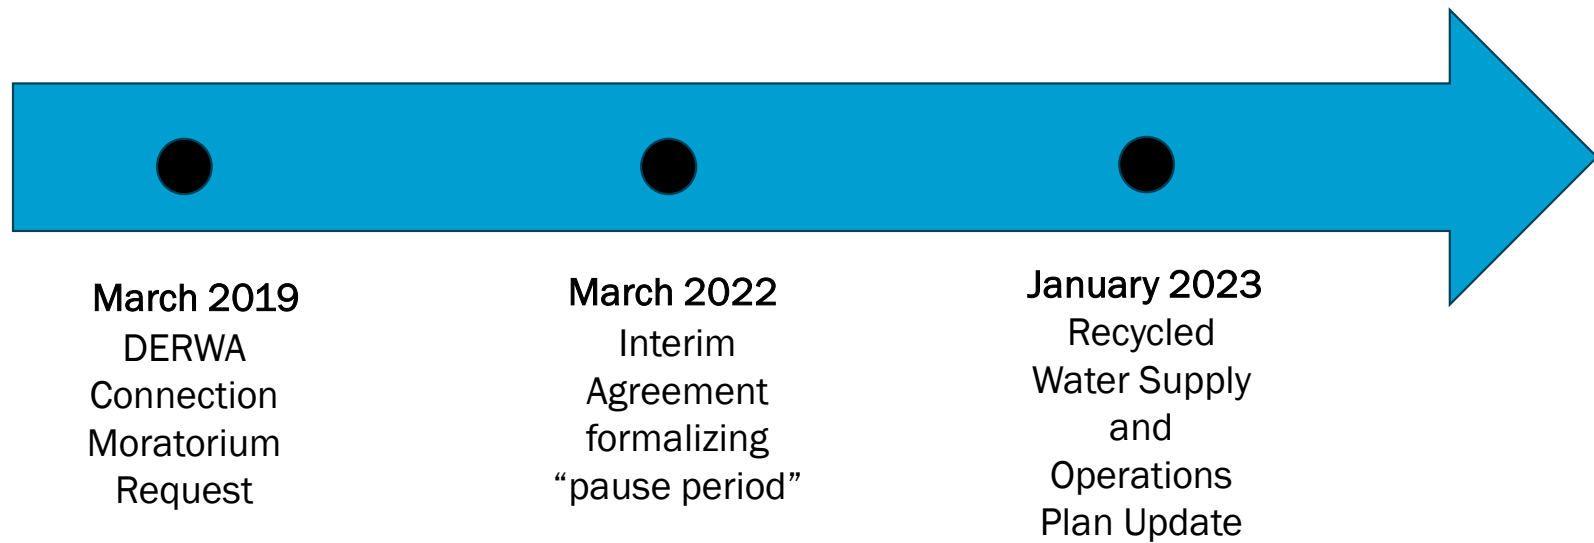 March 2019
DERWA
Connection
Moratorium
Request
March 2022
Interim
Agreement
formalizing
“pause period”
January 2023
Recycled
Water Supply
and
Operations
Plan Update